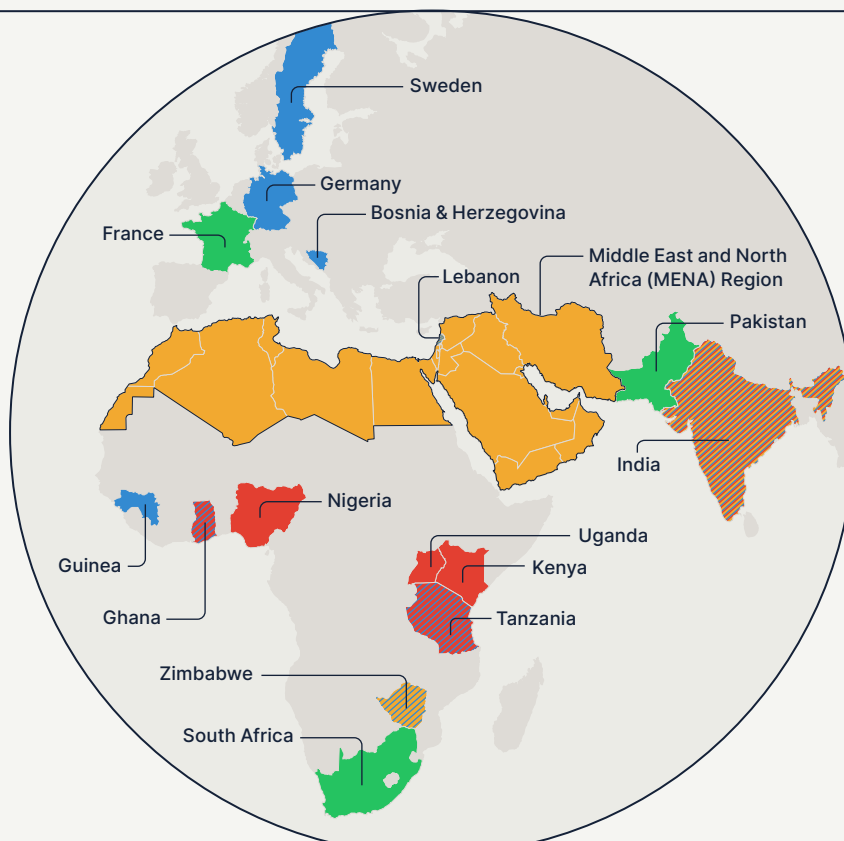 Sweden
Germany
Bosnia & Herzegovina
France
Lebanon
Middle East and North
Africa (MENA) Region
Pakistan
India
Nigeria
Uganda
Guinea
Kenya
Ghana
Tanzania
Zimbabwe
South Africa